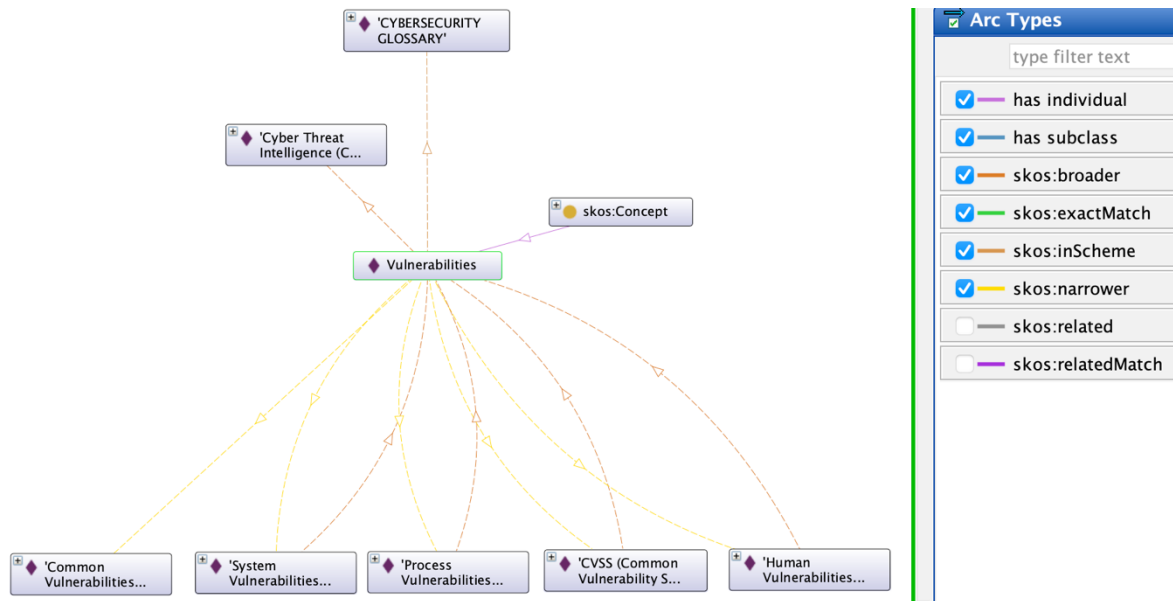 'CYBERSECURITY
GLOSSARY'
'Cyber Threat
Intelligence (C...
skos:Concept
Vulnerabilities
'Common
Vulnerabilities...
'System
Vulnerabilities...
'Process
Vulnerabilities...
'CVSS (Common
Vulnerability S...
'Human
Vulnerabilities...
Arc Types
type filter text
has individual
has subclass
skos:broader
skos:exactMatch
skos:inScheme
skos:narrower
skos:related
skos:relatedMatch